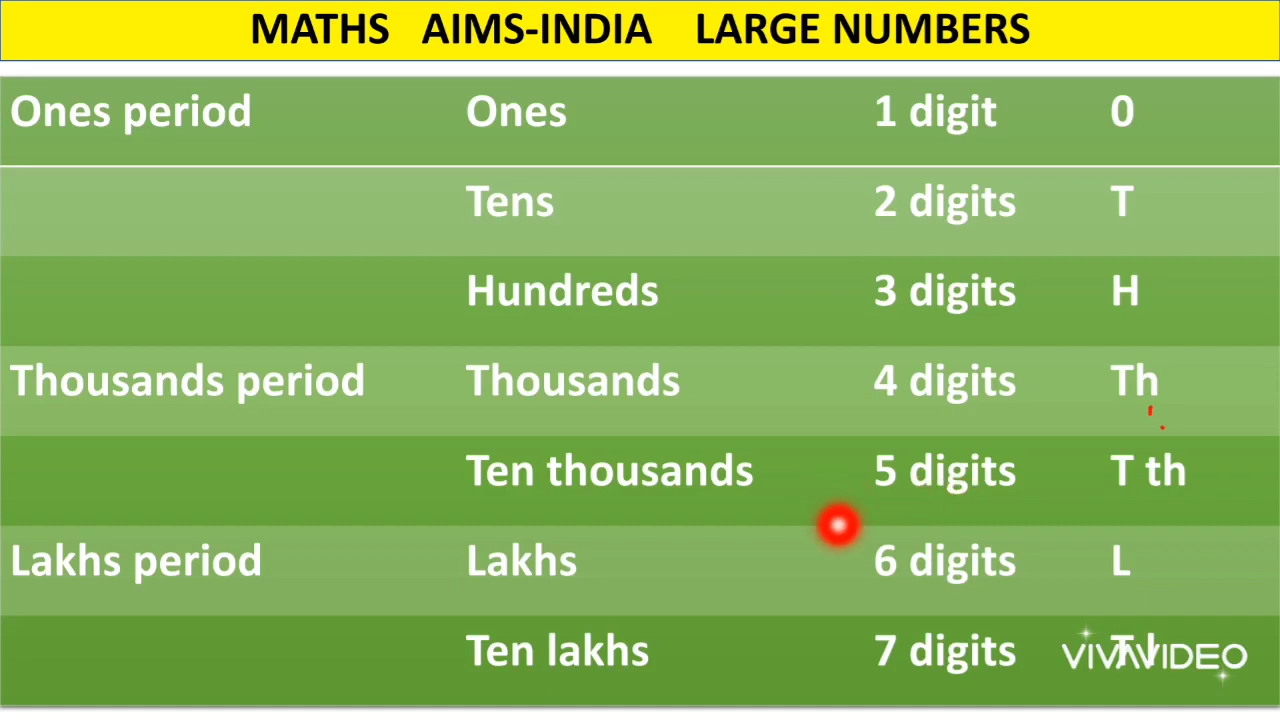 MATHS AIMS-INDIA LARGE NUMBERS
Ones period Ones 1 digit 0
Tens 2 digits T
Hundreds 3 digits H
Thousands period Thousands 4 digits Th
Ten thousands 5 digits T th
Lakhs period Lakhs 6 digits L
Ten lakhs 7 digits T l
VIVAVIDEO